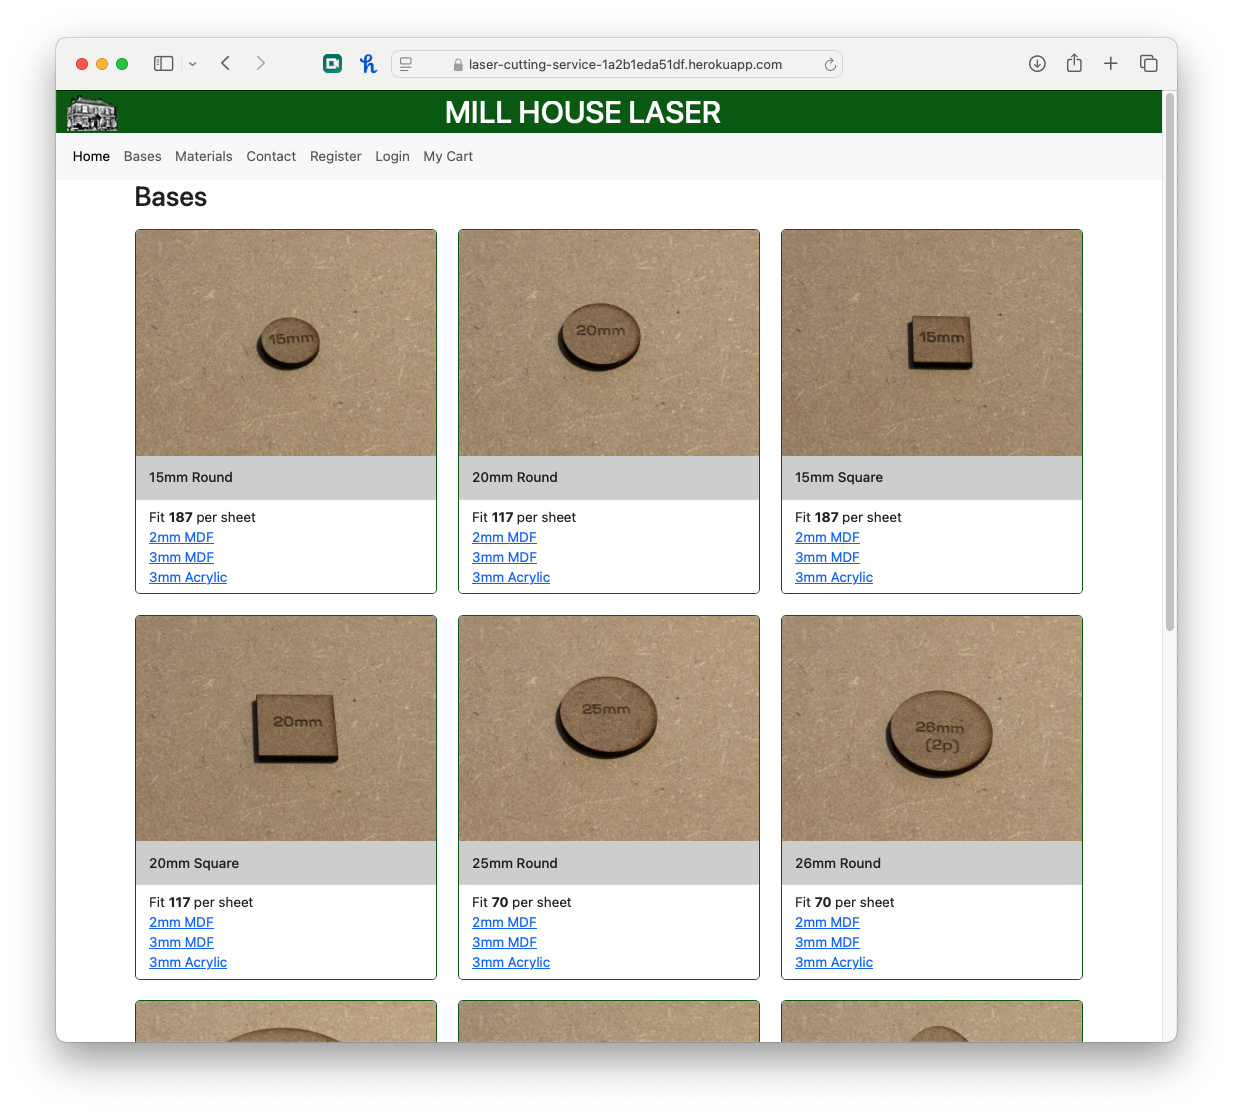 laser-cutting-service-1a2b1eda51df.herokuapp.com
MILL HOUSE LASER
Home Bases Materials Contact Register Login My Cart
Bases
15mm 20mm 15mm
15mm Round 20mm Round 15mm Square
Fit 187 per sheet Fit 117 per sheet Fit 187 per sheet
2mm MDF 2mm MDF 2mm MDF
3mm MDF 3mm MDF 3mm MDF
3mm Acrylic 3mm Acrylic 3mm Acrylic
20mm 25mm 26mm
(2p)
20mm Square 25mm Round 26mm Round
Fit 117 per sheet Fit 70 per sheet Fit 70 per sheet
2mm MDF 2mm MDF 2mm MDF
3mm MDF 3mm MDF 3mm MDF
3mm Acrylic 3mm Acrylic 3mm Acrylic